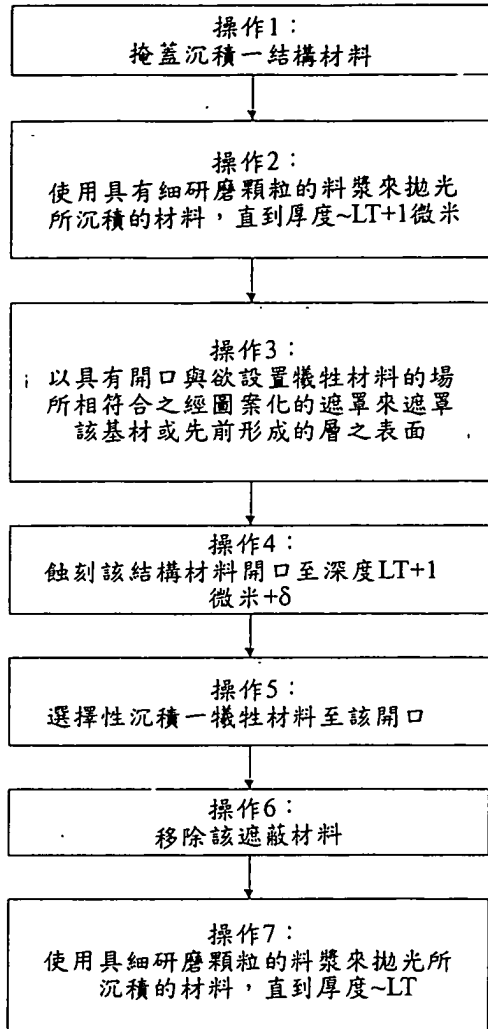 操作1：
掩蓋沉積一結構材料
操作2：
使用具有細研磨顆粒的料漿來拋光
所沉積的材料，直到厚度~LT+1微米
操作3：
以具有開口與欲設置犧牲材料的場
所相符合之經圖案化的遮罩來遮罩
該基材或先前形成的層之表面
操作4：
蝕刻該結構材料開口至深度LT+1
微米+δ
操作5：
選擇性沉積一犧牲材料至該開口
操作6：
移除該遮蔽材料
操作7：
使用具細研磨顆粒的料漿來拋光所
沉積的材料，直到厚度~LT